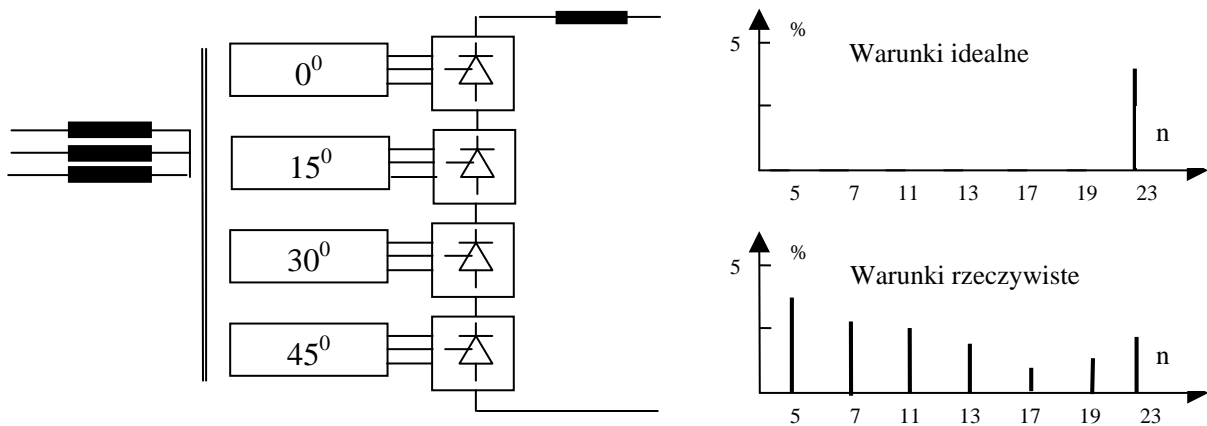 0⁰
15⁰
30⁰
45⁰
%
5
Warunki idealne
n
5 7 11 13 17 19 23
%
5
Warunki rzeczywiste
n
5 7 11 13 17 19 23